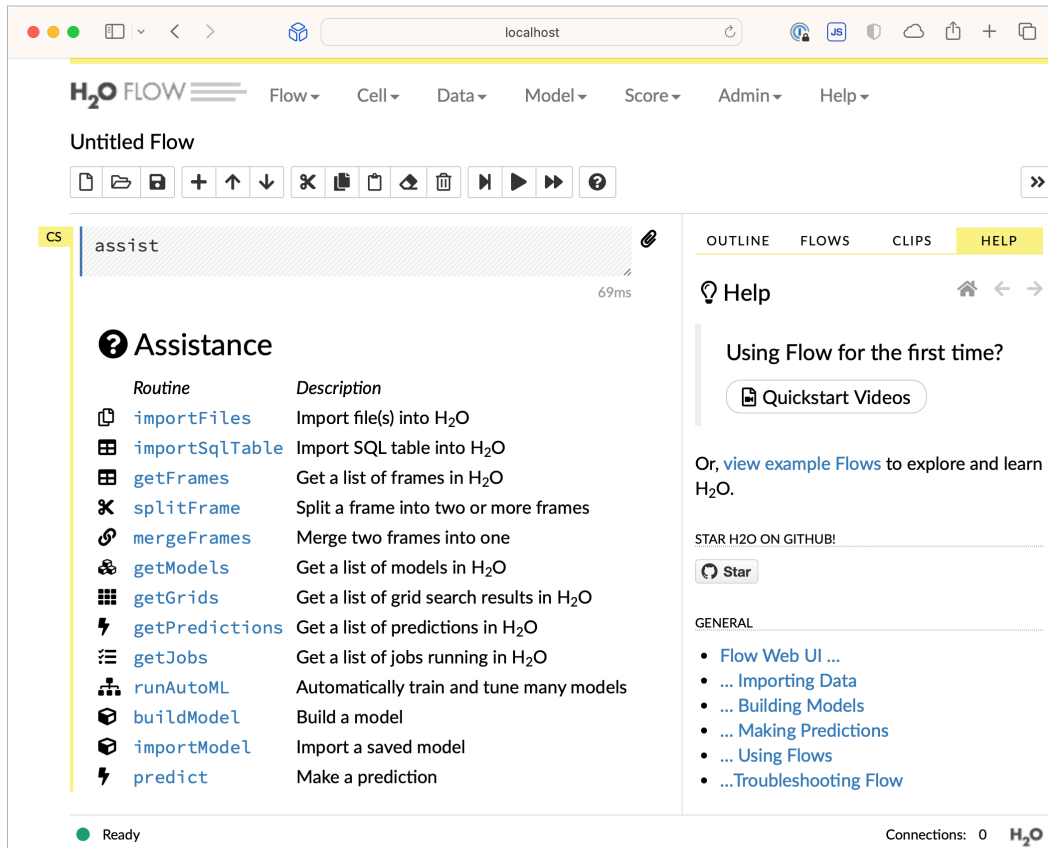 localhost
JS
H2O FLOW Flow Cell Data Model Score Admin Help
Untitled Flow
CS
assist
69ms
Assistance
Routine Description
importFiles Import file(s) into H2O
importSqlTable Import SQL table into H2O
getFrames Get a list of frames in H2O
splitFrame Split a frame into two or more frames
mergeFrames Merge two frames into one
getModels Get a list of models in H2O
getGrids Get a list of grid search results in H2O
getPredictions Get a list of predictions in H2O
getJobs Get a list of jobs running in H2O
runAutoML Automatically train and tune many models
buildModel Build a model
importModel Import a saved model
predict Make a prediction
OUTLINE FLOWS CLIPS HELP
Help
Using Flow for the first time?
Quickstart Videos
Or, view example Flows to explore and learn
H2O.
STAR H2O ON GITHUB!
Star
GENERAL
Flow Web UI ...
... Importing Data
... Building Models
... Making Predictions
... Using Flows
...Troubleshooting Flow
Ready
Connections: 0 H2O